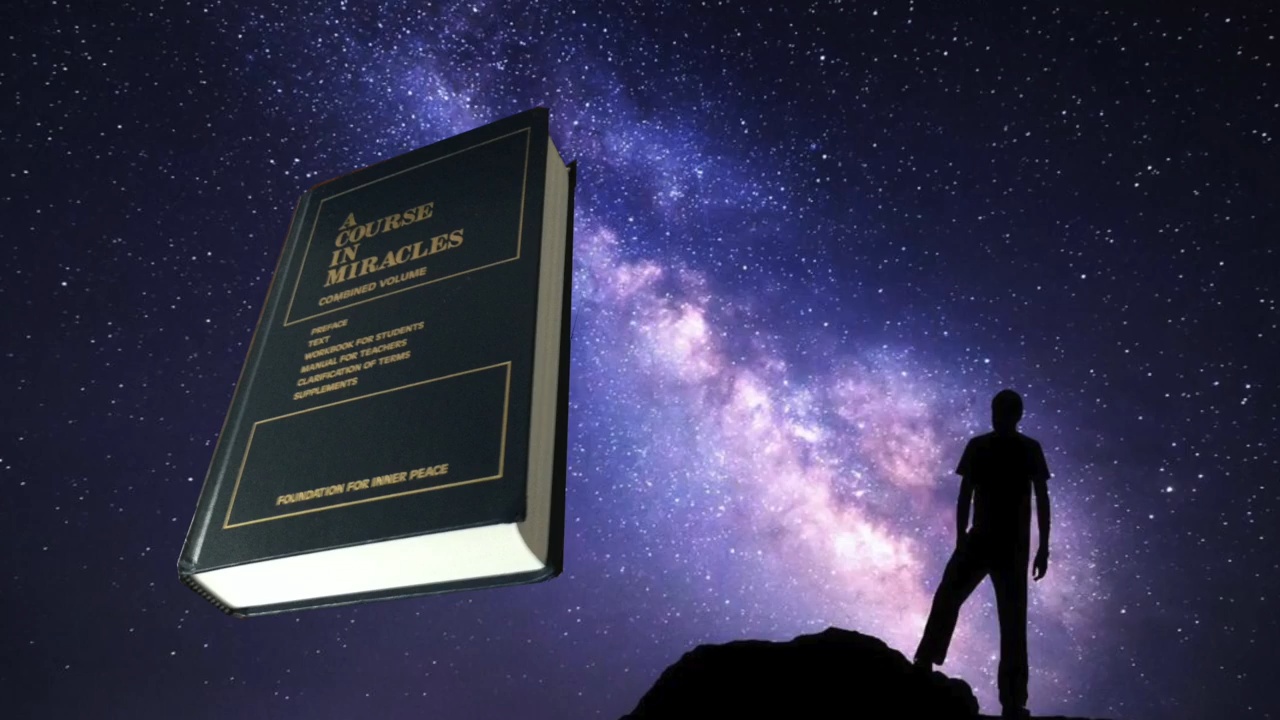 A
COURSE
IN
MIRACLES
COMBINED VOLUME
PREFACE
TEXT
WORKBOOK FOR STUDENTS
MANUAL FOR TEACHERS
CLARIFICATION OF TERMS
SUPPLEMENTS
FOUNDATION FOR INNER PEACE